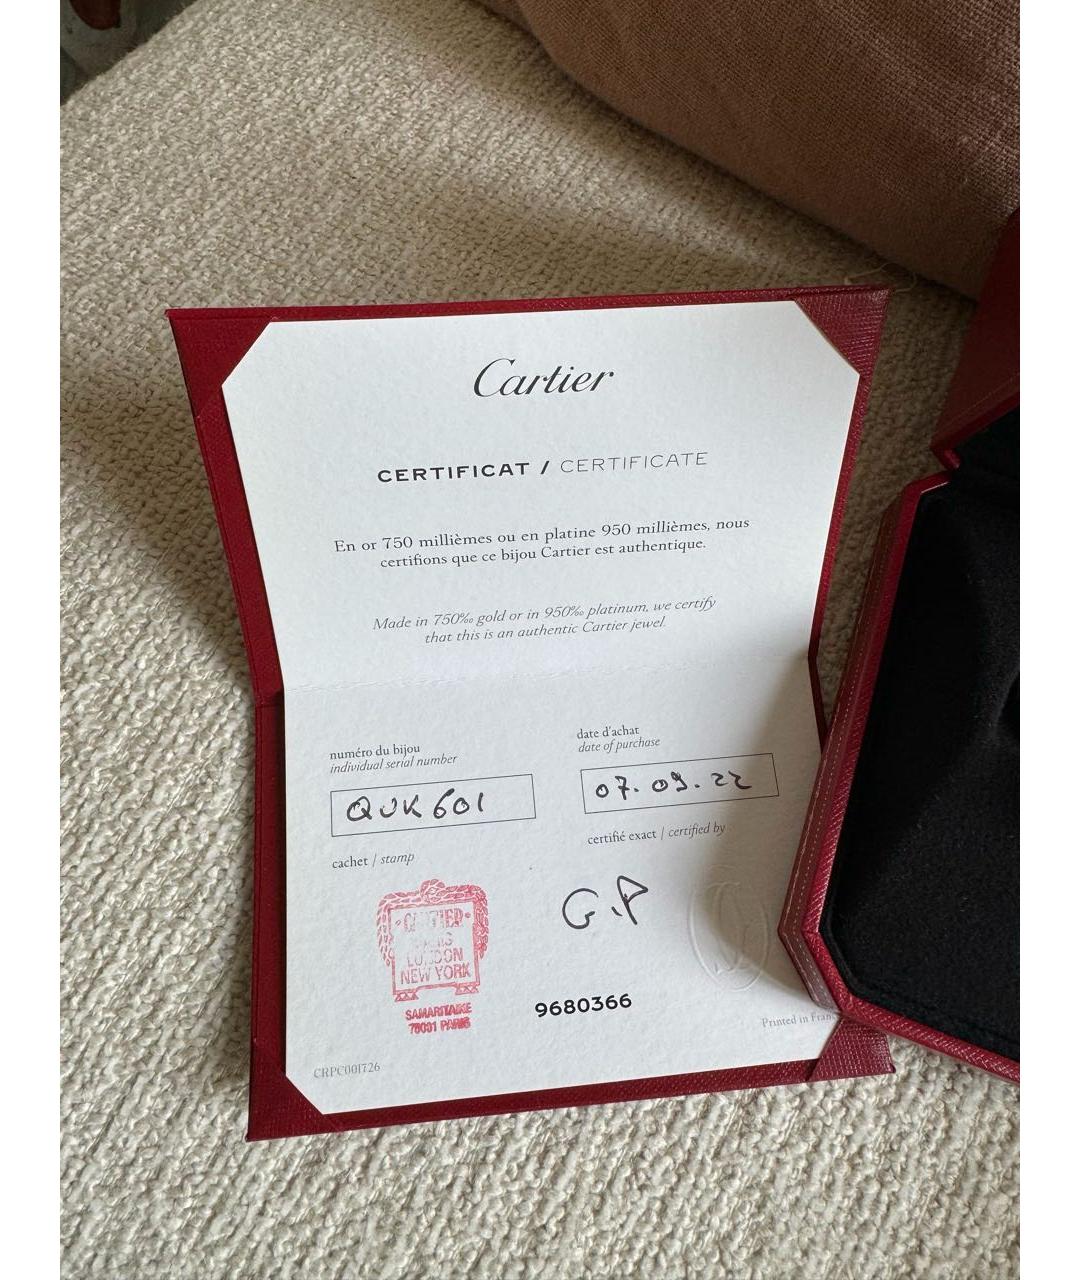 Cartier
CERTIFICAT / CERTIFICATE
En or 750 millièmes ou en platine 950 millièmes, nous
certifions que ce bijou Cartier est authentique.
Made in 750‰ gold or in 950‰ platinum, we certify
that this is an authentic Cartier jewel.
numéro du bijou
individual serial number
QUK601
date d'achat
date of purchase
07.09.22
cachet / stamp
certifié exact / certified by
CARTIER
PARIS
LONDON
NEW YORK
SAMARITAINE
75001 PARIS
G.P
9680366
Printed in Fran
CRPC001726